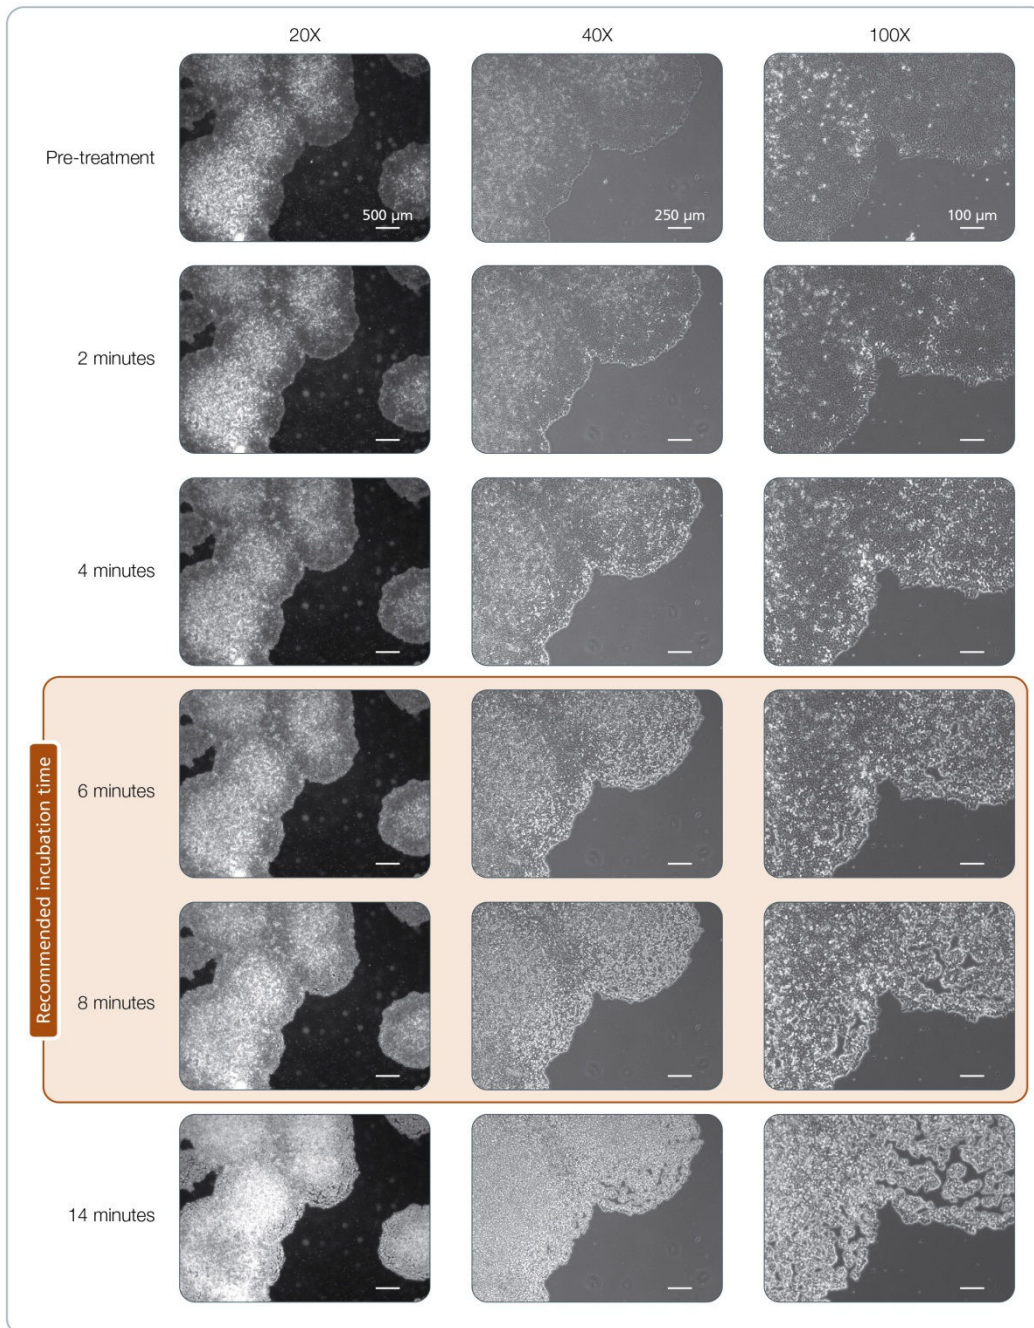 20X 40X 100X
Pre-treatment
500 µm 250 µm 100 µm
2 minutes
4 minutes
Recommended incubation time
6 minutes
8 minutes
14 minutes